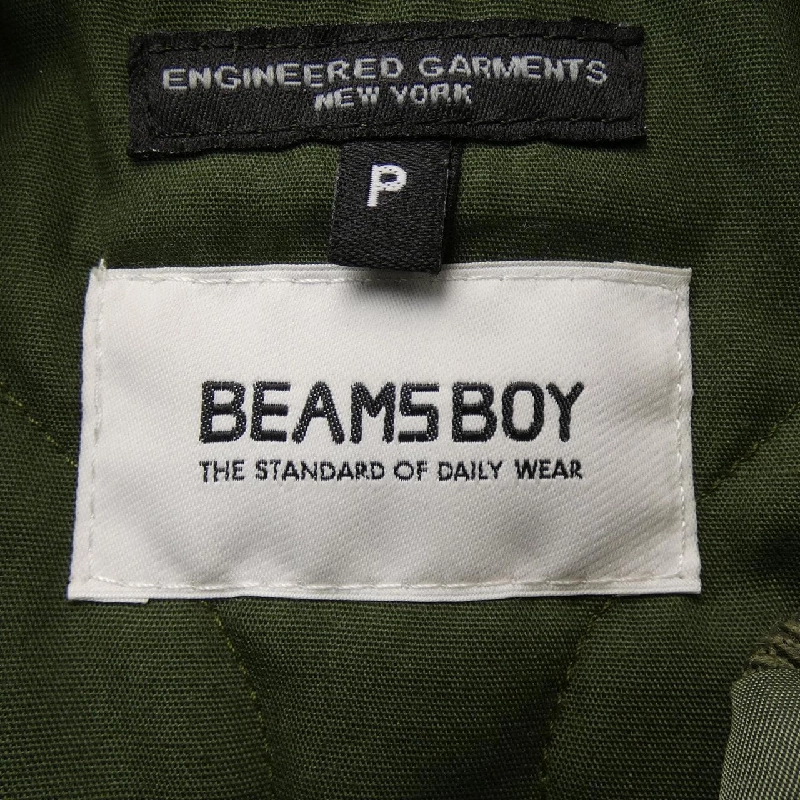 ENGINEERED GARMENTS
NEW YORK
P
BEAMS BOY
THE STANDARD OF DAILY WEAR